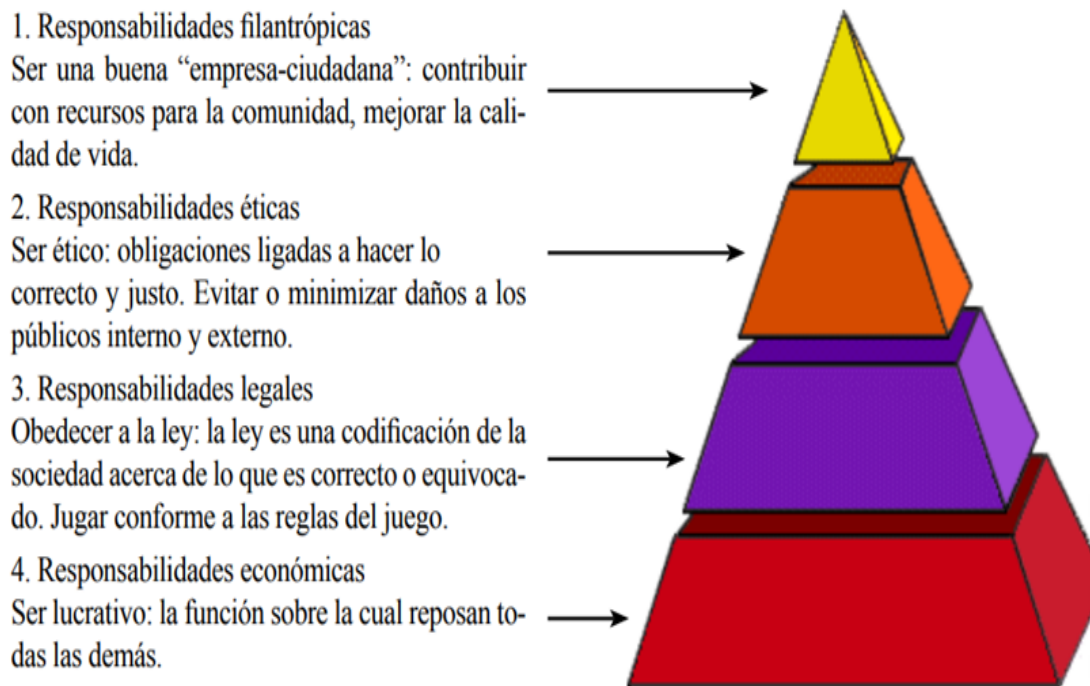 1. Responsabilidades filantrópicas
Ser una buena “empresa-ciudadana”: contribuir
con recursos para la comunidad, mejorar la cali-
dad de vida.
2. Responsabilidades éticas
Ser ético: obligaciones ligadas a hacer lo
correcto y justo. Evitar o minimizar daños a los
públicos interno y externo.
3. Responsabilidades legales
Obedecer a la ley: la ley es una codificación de la
sociedad acerca de lo que es correcto o equivoca-
do. Jugar conforme a las reglas del juego.
4. Responsabilidades económicas
Ser lucrativo: la función sobre la cual reposan to-
das las demás.